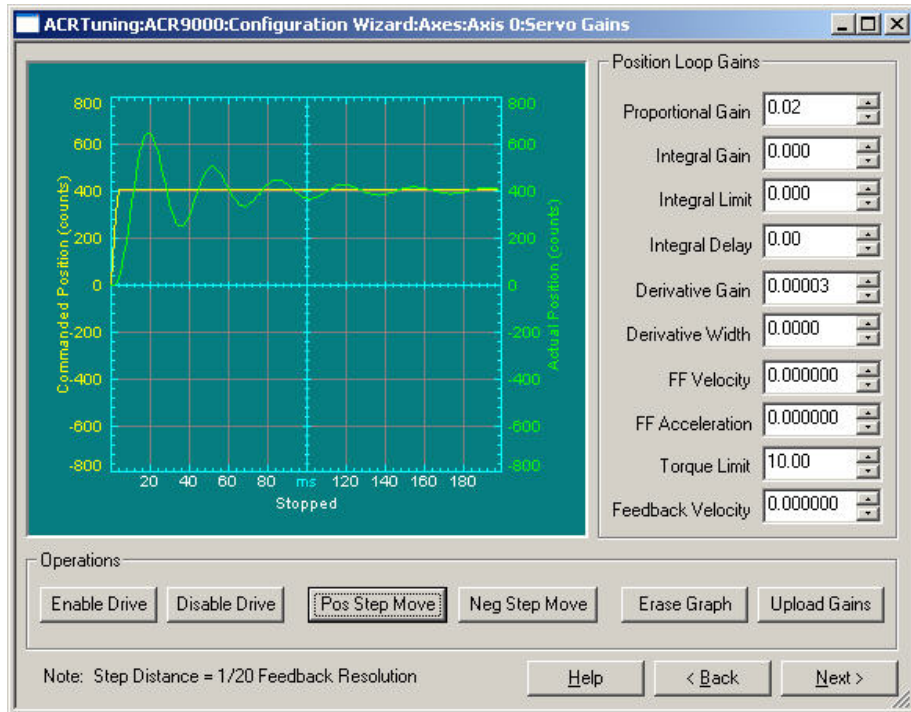 ACRTuning:ACR9000:Configuration Wizard:Axes:Axis 0:Servo Gains
Commanded Position (counts)
800
600
400
200
0
-200
-400
-600
-800
20 40 60 80 ms 120 140 160 180
Stopped
800
600
400
200
0
-200
-400
-600
-800
Actual Position (counts)
Position Loop Gains
Proportional Gain 0.02
Integral Gain 0.000
Integral Limit 0.000
Integral Delay 0.00
Derivative Gain 0.00003
Derivative Width 0.0000
FF Velocity 0.000000
FF Acceleration 0.000000
Torque Limit 10.00
Feedback Velocity 0.000000
Operations
Enable Drive Disable Drive Pos Step Move Neg Step Move Erase Graph Upload Gains
Note: Step Distance = 1/20 Feedback Resolution
Help < Back Next >